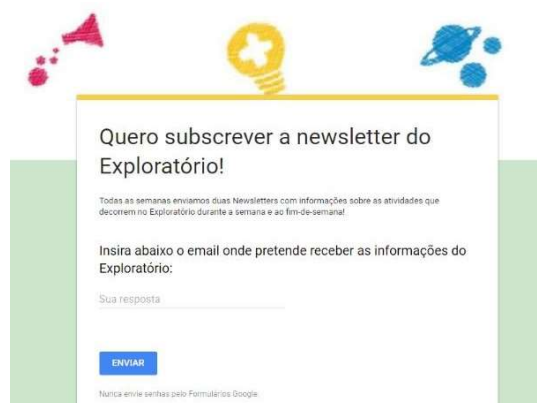 Quero subscrever a newsletter do
Exploratório!
Todas as semanas enviamos duas Newsletters com informações sobre as atividades que
decorrem no Exploratório durante a semana e ao fim-de-semana!
Insira abaixo o email onde pretende receber as informações do
Exploratório:
Sua resposta
ENVIAR
Nunca envie senhas pelo Formulários Google.